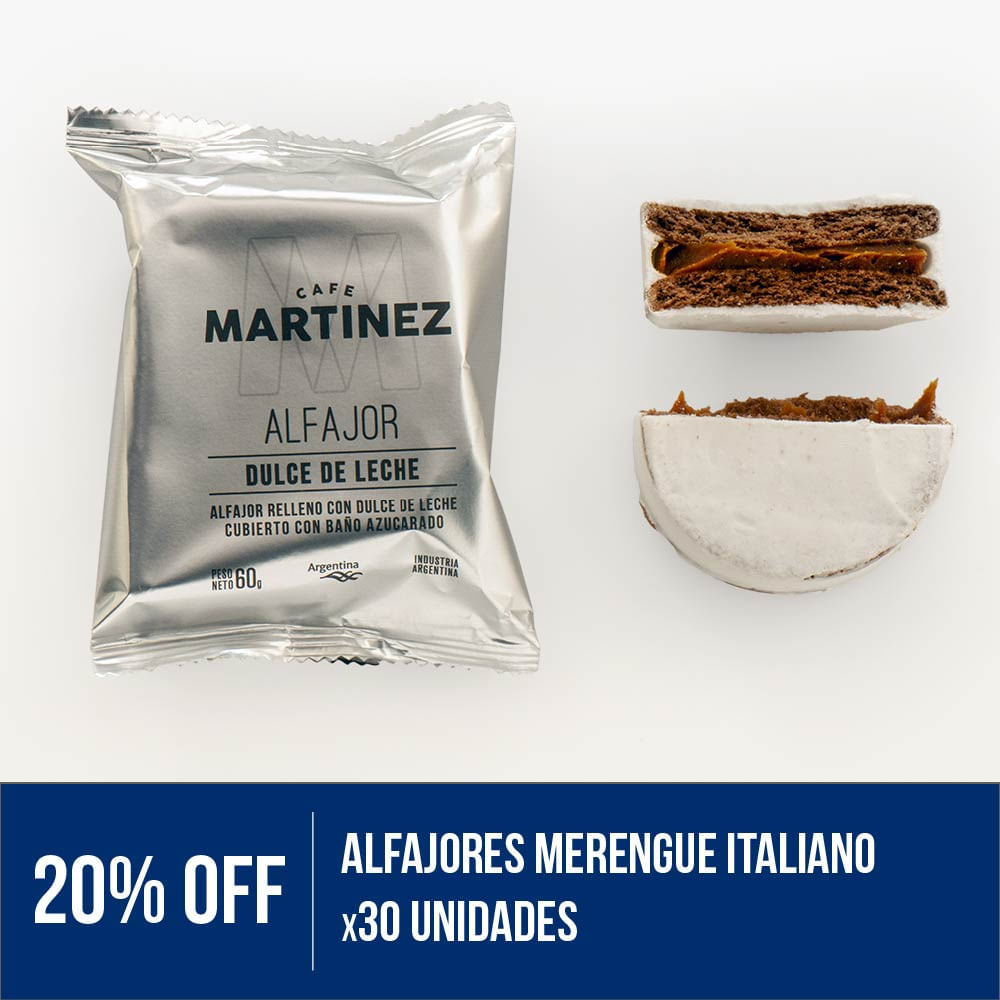 CAFE
MARTINEZ
ALFAJOR
DULCE DE LECHE
ALFAJOR RELLENO CON DULCE DE LECHE
CUBIERTO CON BAÑO AZUCARADO
PESO NETO 60g
Argentina
INDUSTRIA
ARGENTINA
20% OFF
ALFAJORES MERENGUE ITALIANO
x30 UNIDADES